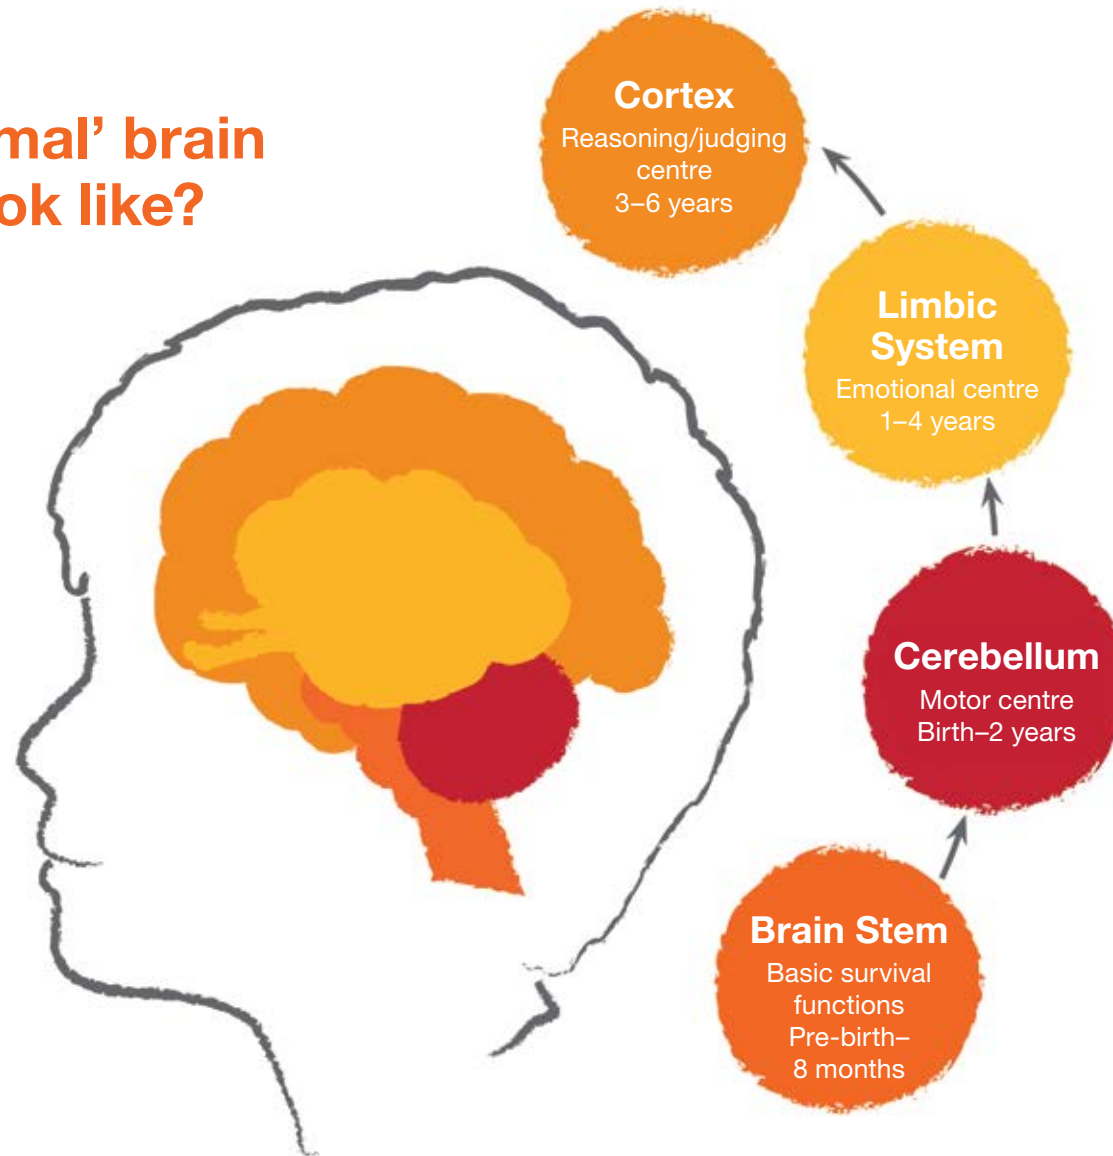 mal’ brain
ok like?
Cortex
Reasoning/judging
centre
3–6 years
Limbic
System
Emotional centre
1–4 years
Cerebellum
Motor centre
Birth–2 years
Brain Stem
Basic survival
functions
Pre-birth–
8 months